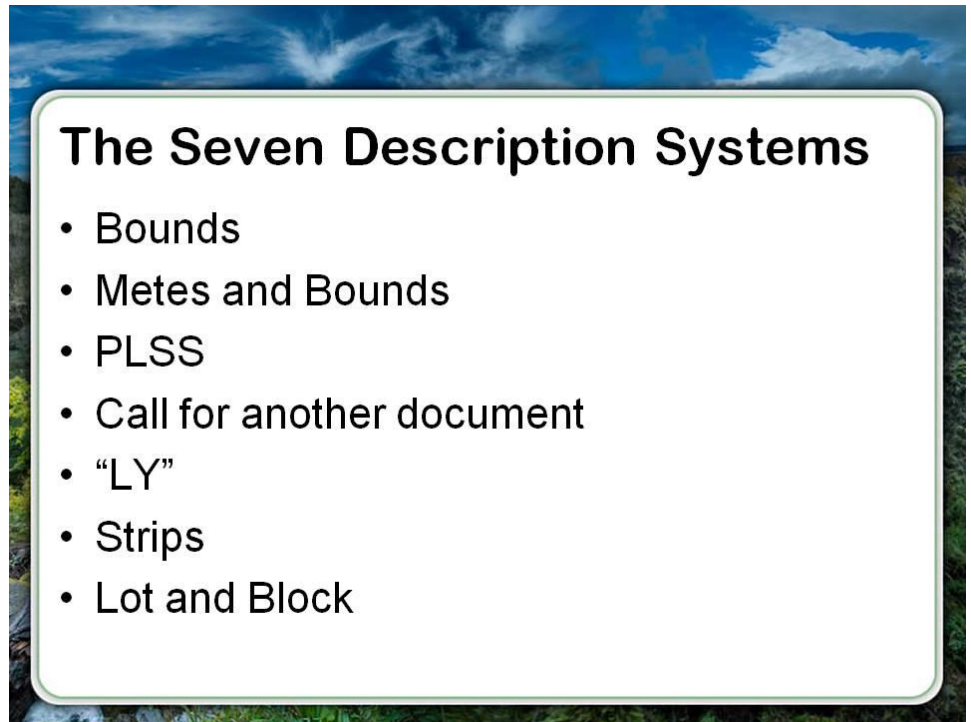 The Seven Description Systems
• Bounds
• Metes and Bounds
• PLSS
• Call for another document
• “LY”
• Strips
• Lot and Block